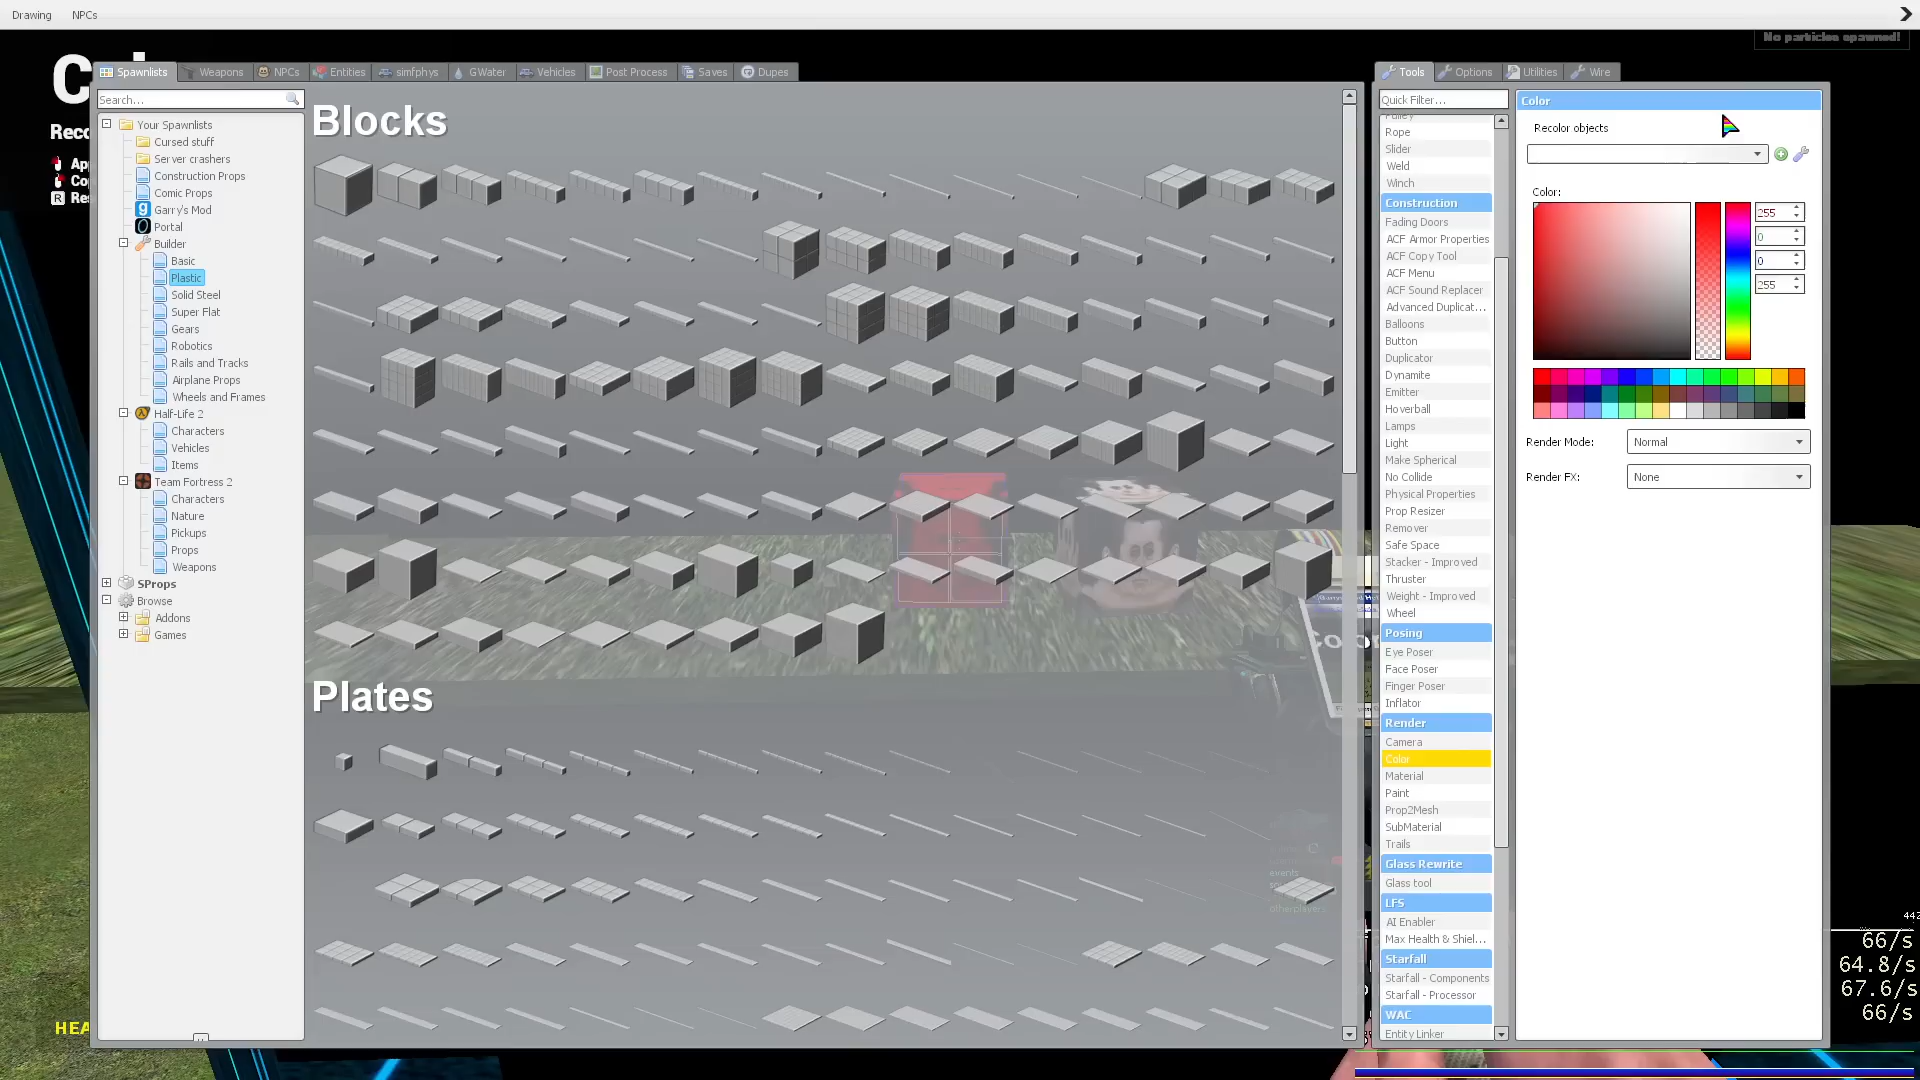 Drawing NPCs
No particles spawned!
Spawnlists Weapons NPCs Entities simfphys GWater Vehicles Post Process Saves Dupes
Tools Options Utilities Wire
Search...
Your Spawnlists
Cursed stuff
Server crashers
Construction Props
Comic Props
Garry's Mod
Portal
Builder
Basic
Plastic
Solid Steel
Super Flat
Gears
Robotics
Rails and Tracks
Airplane Props
Wheels and Frames
Half-Life 2
Characters
Vehicles
Items
Team Fortress 2
Characters
Nature
Pickups
Props
Weapons
SProps
Browse
Addons
Games
Blocks
Plates
Quick Filter...
Pulley
Rope
Slider
Weld
Winch
Construction
Fading Doors
ACF Armor Properties
ACF Copy Tool
ACF Menu
ACF Sound Replacer
Advanced Duplicat...
Balloons
Button
Duplicator
Dynamite
Emitter
Hoverball
Lamps
Light
Make Spherical
No Collide
Physical Properties
Prop Resizer
Remover
Safe Space
Stacker - Improved
Thruster
Weight - Improved
Wheel
Posing
Eye Poser
Face Poser
Finger Poser
Inflator
Render
Camera
Color
Material
Paint
Prop2Mesh
SubMaterial
Trails
Glass Rewrite
Glass tool
LFS
AI Enabler
Max Health & Shiel...
Starfall
Starfall - Components
Starfall - Processor
WAC
Entity Linker
Color
Recolor objects
Color:
255
0
0
255
Render Mode: Normal
Render FX: None
R
events
otherplayers
442
66/s
64.8/s
67.6/s
66/s
HEA